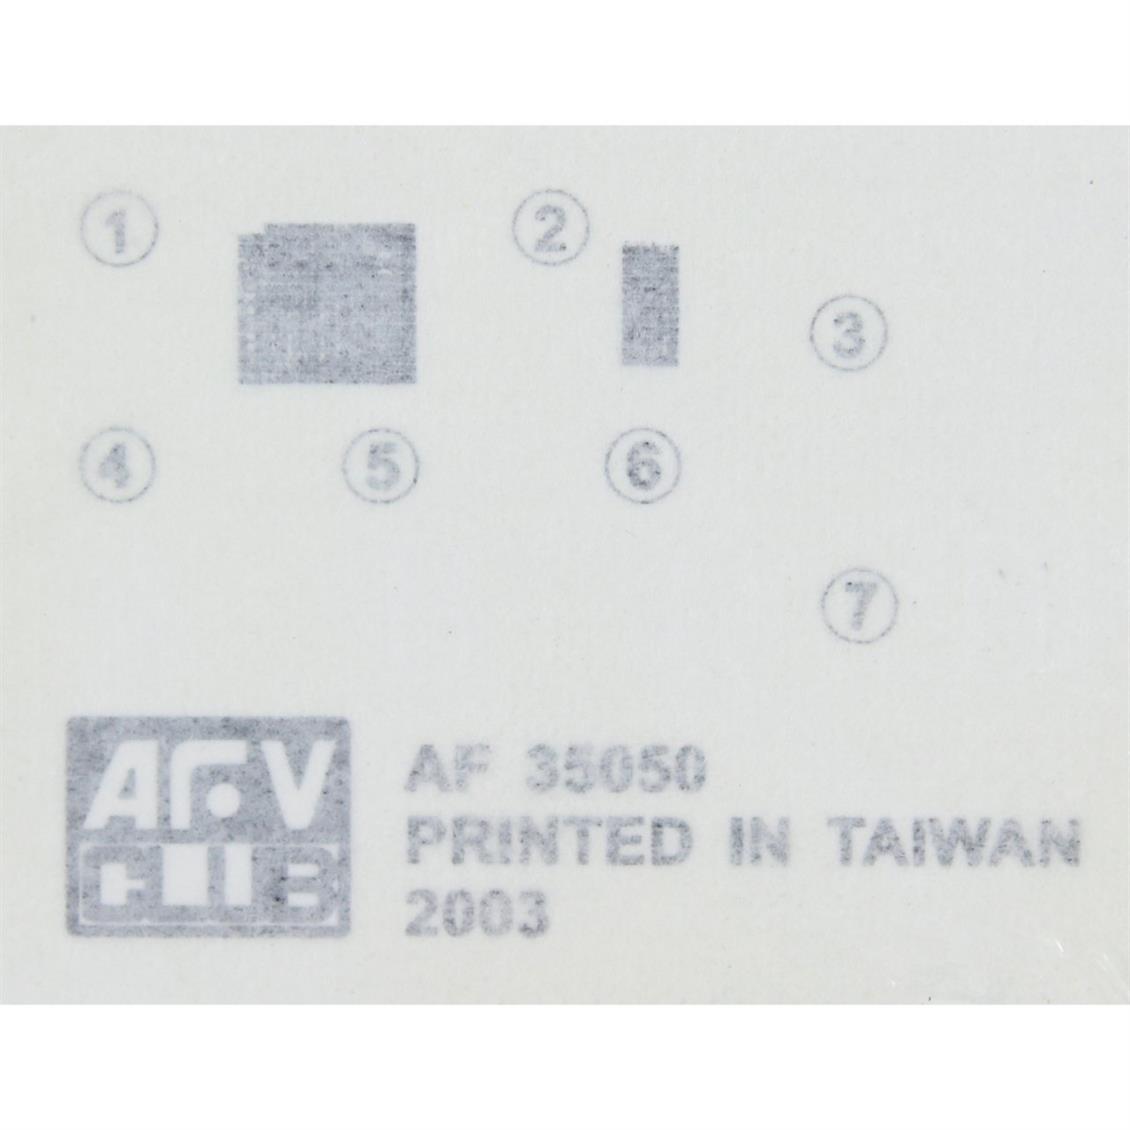 1
2
3
4
5
6
7
AFV
CLUB
AF 35050
PRINTED IN TAIWAN
2003